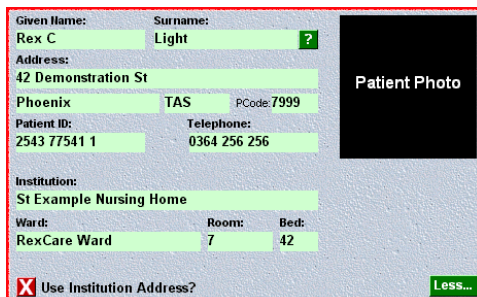 Given Name: Surname:
Rex C Light ?
Address:
42 Demonstration St
Phoenix TAS PCode: 7999
Patient ID: Telephone:
2543 77541 1 0364 256 256
Patient Photo
Institution:
St Example Nursing Home
Ward: Room: Bed:
RexCare Ward 7 42
X Use Institution Address?
Less...